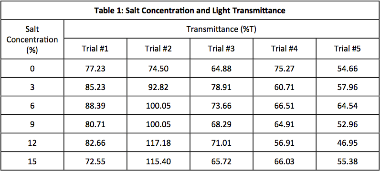 Table 1: Salt Concentration and Light Transmittance
Salt Concentration (%) Transmittance (%T)
Trial #1 Trial #2 Trial #3 Trial #4 Trial #5
0 77.23 74.50 64.88 75.27 54.66
3 85.23 92.82 78.91 60.71 57.96
6 88.39 100.05 73.66 66.51 64.54
9 80.71 100.05 68.29 64.91 52.96
12 82.66 117.18 71.01 56.91 46.95
15 72.55 115.40 65.72 66.03 55.38